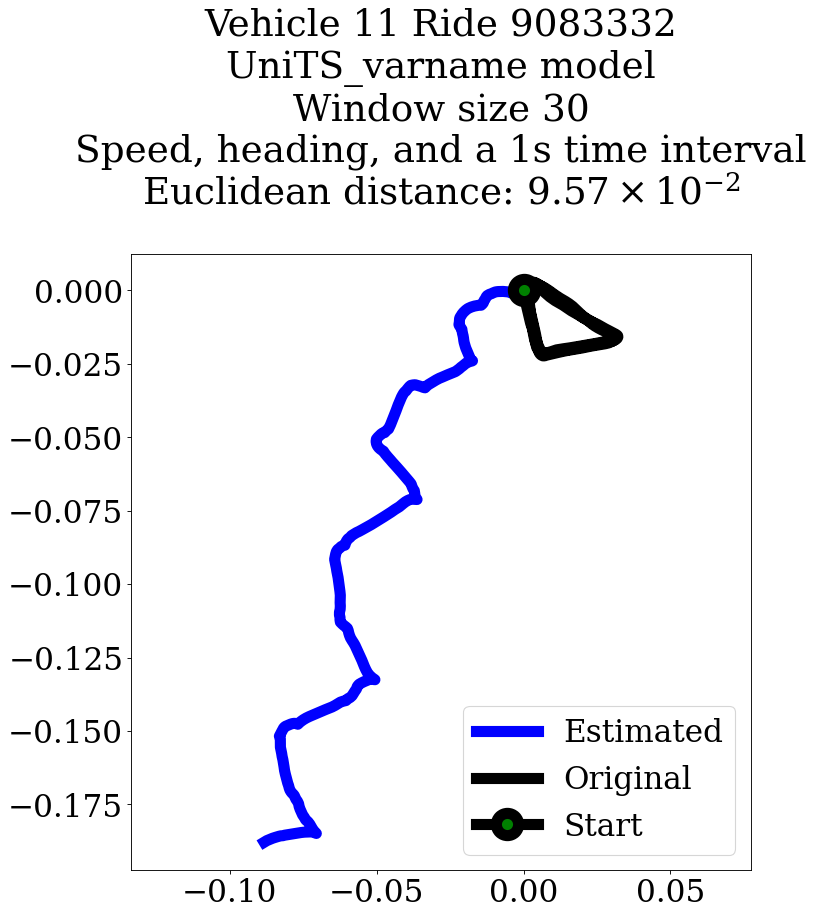 Vehicle 11 Ride 9083332
UniTS_varname model
Window size 30
Speed, heading, and a 1s time interval
Euclidean distance: 9.57 × 10⁻²
0.000
−0.025
−0.050
−0.075
−0.100
−0.125
−0.150
−0.175
Estimated
Original
Start
−0.10 −0.05 0.00 0.05